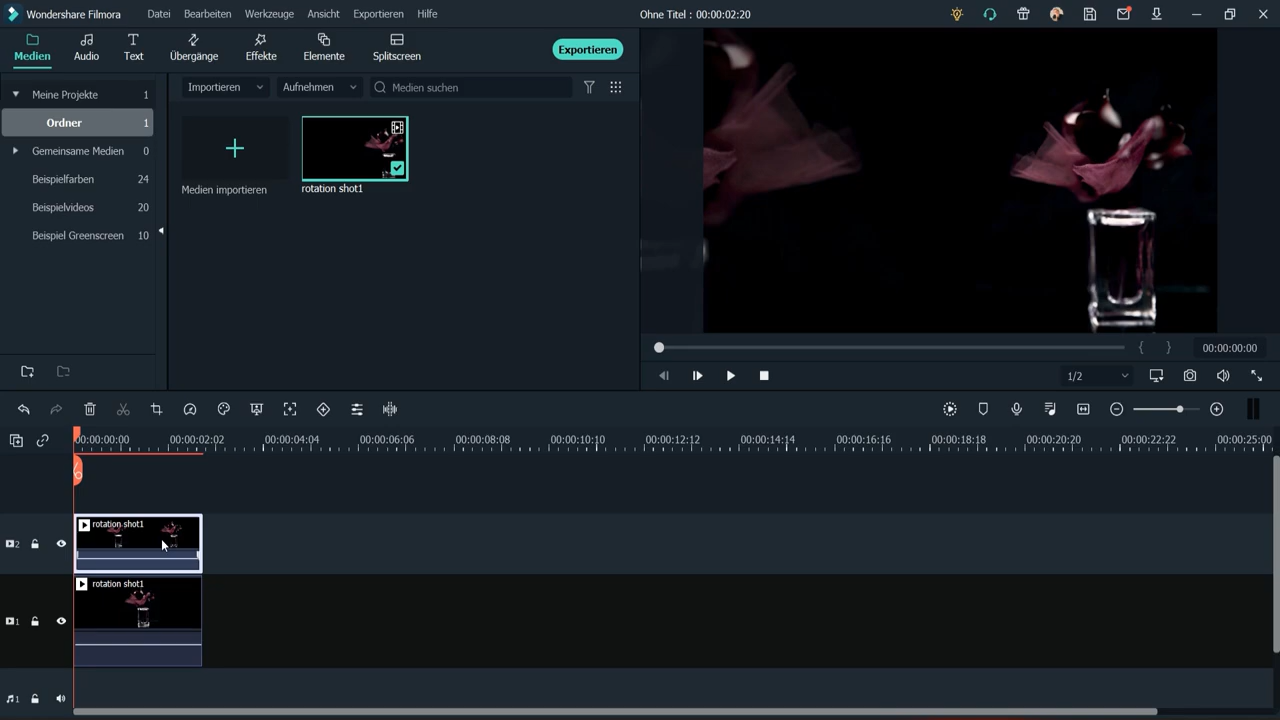 Wondershare Filmora
Datei
Bearbeiten
Werkzeuge
Ansicht
Exportieren
Hilfe
Ohne Titel : 00:00:02:20
Medien
Audio
Text
Übergänge
Effekte
Elemente
Splitscreen
Exportieren
Meine Projekte 1
Ordner 1
Gemeinsame Medien 0
Beispielfarben 24
Beispielvideos 20
Beispiel Greenscreen 10
Importieren
Aufnehmen
Medien suchen
Medien importieren
rotation shot1
{ }
00:00:00:00
1/2
00:00:00:00
00:00:02:02
00:00:04:04
00:00:06:06
00:00:08:08
00:00:10:10
00:00:12:12
00:00:14:14
00:00:16:16
00:00:18:18
00:00:20:20
00:00:22:22
00:00:25:00
2
rotation shot1
1
rotation shot1
1